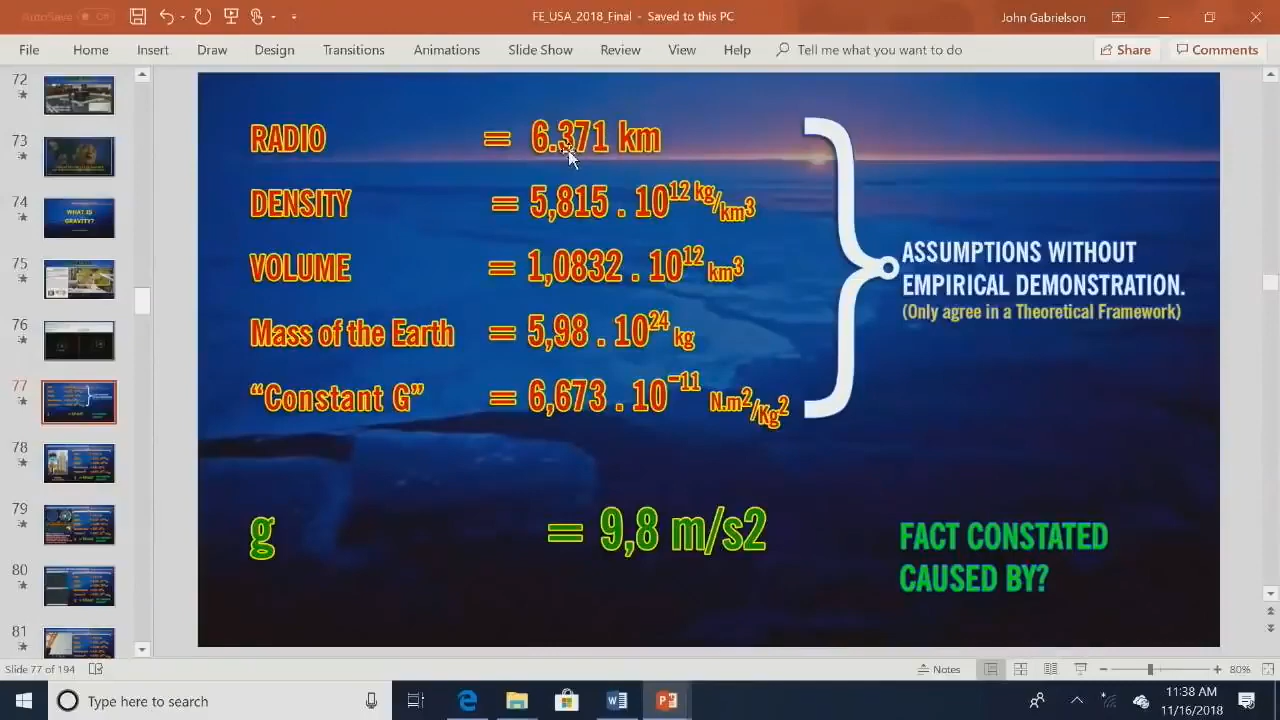 AutoSave Off
FE_USA_2018_Final - Saved to this PC
John Gabrielson
File Home Insert Draw Design Transitions Animations Slide Show Review View Help Tell me what you want to do Share Comments
72
73
74
WHAT IS
GRAVITY?
75
76
77
78
79
80
81
RADIO = 6.371 km
DENSITY = 5,815 . 10¹² kg/km³
VOLUME = 1,0832 . 10¹² km³
Mass of the Earth = 5,98 . 10²⁴ kg
“Constant G” = 6,673 . 10⁻¹¹ N.m²/Kg²
ASSUMPTIONS WITHOUT
EMPIRICAL DEMONSTRATION.
(Only agree in a Theoretical Framework)
g = 9,8 m/s2
FACT CONSTATED
CAUED BY?
Slide 77 of 194
Notes
80%
Type here to search
11:38 AM
11/16/2018